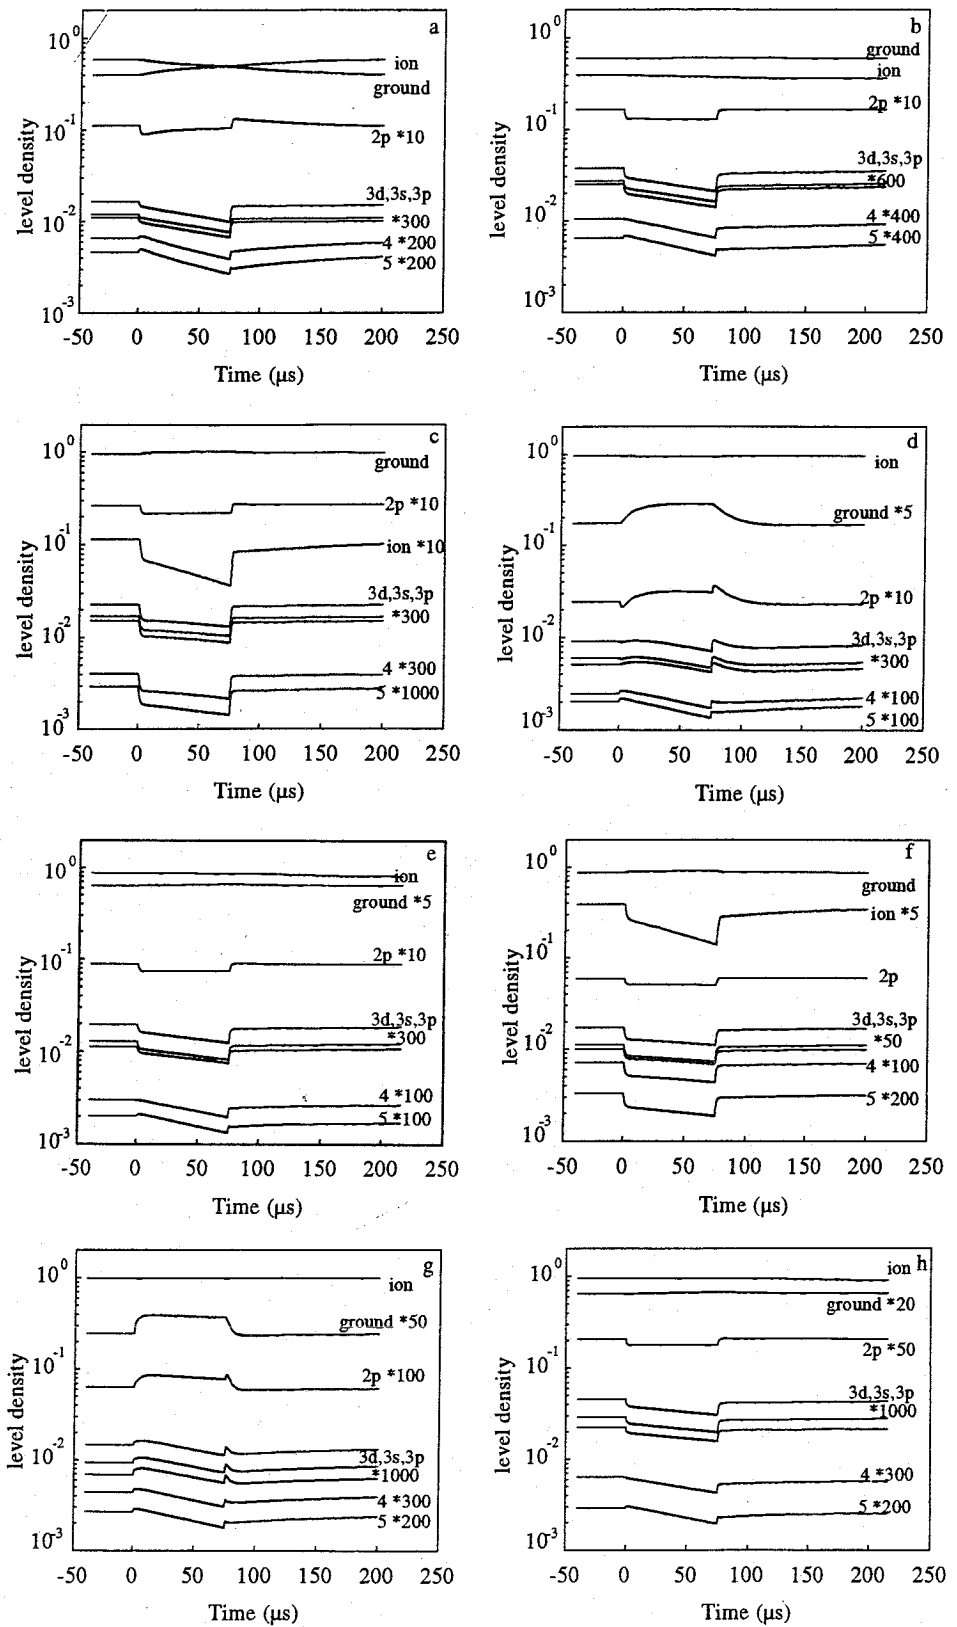 a
10^0
ion
ground
10^-1
2p *10
level density
3d,3s,3p
*300
10^-2
4 *200
5 *200
10^-3
-50 0 50 100 150 200 250
Time (μs)
b
10^0
ground
ion
2p *10
10^-1
level density
3d,3s,3p
*600
10^-2
4 *400
5 *400
10^-3
-50 0 50 100 150 200 250
Time (μs)
c
10^0
ground
2p *10
10^-1
ion *10
level density
3d,3s,3p
*300
10^-2
4 *300
5 *1000
10^-3
-50 0 50 100 150 200 250
Time (μs)
d
10^0
ion
ground *5
10^-1
level density
2p *10
10^-2
3d,3s,3p
*300
4 *100
5 *100
10^-3
-50 0 50 100 150 200 250
Time (μs)
e
10^0
ion
ground *5
10^-1
2p *10
level density
3d,3s,3p
*300
10^-2
4 *100
5 *100
10^-3
-50 0 50 100 150 200 250
Time (μs)
f
10^0
ground
ion *5
10^-1
2p
level density
3d,3s,3p
10^-2
*50
4 *100
5 *200
10^-3
-50 0 50 100 150 200 250
Time (μs)
g
10^0
ion
ground *50
10^-1
2p *100
level density
10^-2
3d,3s,3p
*1000
4 *300
5 *200
10^-3
-50 0 50 100 150 200 250
Time (μs)
h
10^0
ion
ground *20
10^-1
2p *50
level density
3d,3s,3p
*1000
10^-2
4 *300
5 *200
10^-3
-50 0 50 100 150 200 250
Time (μs)